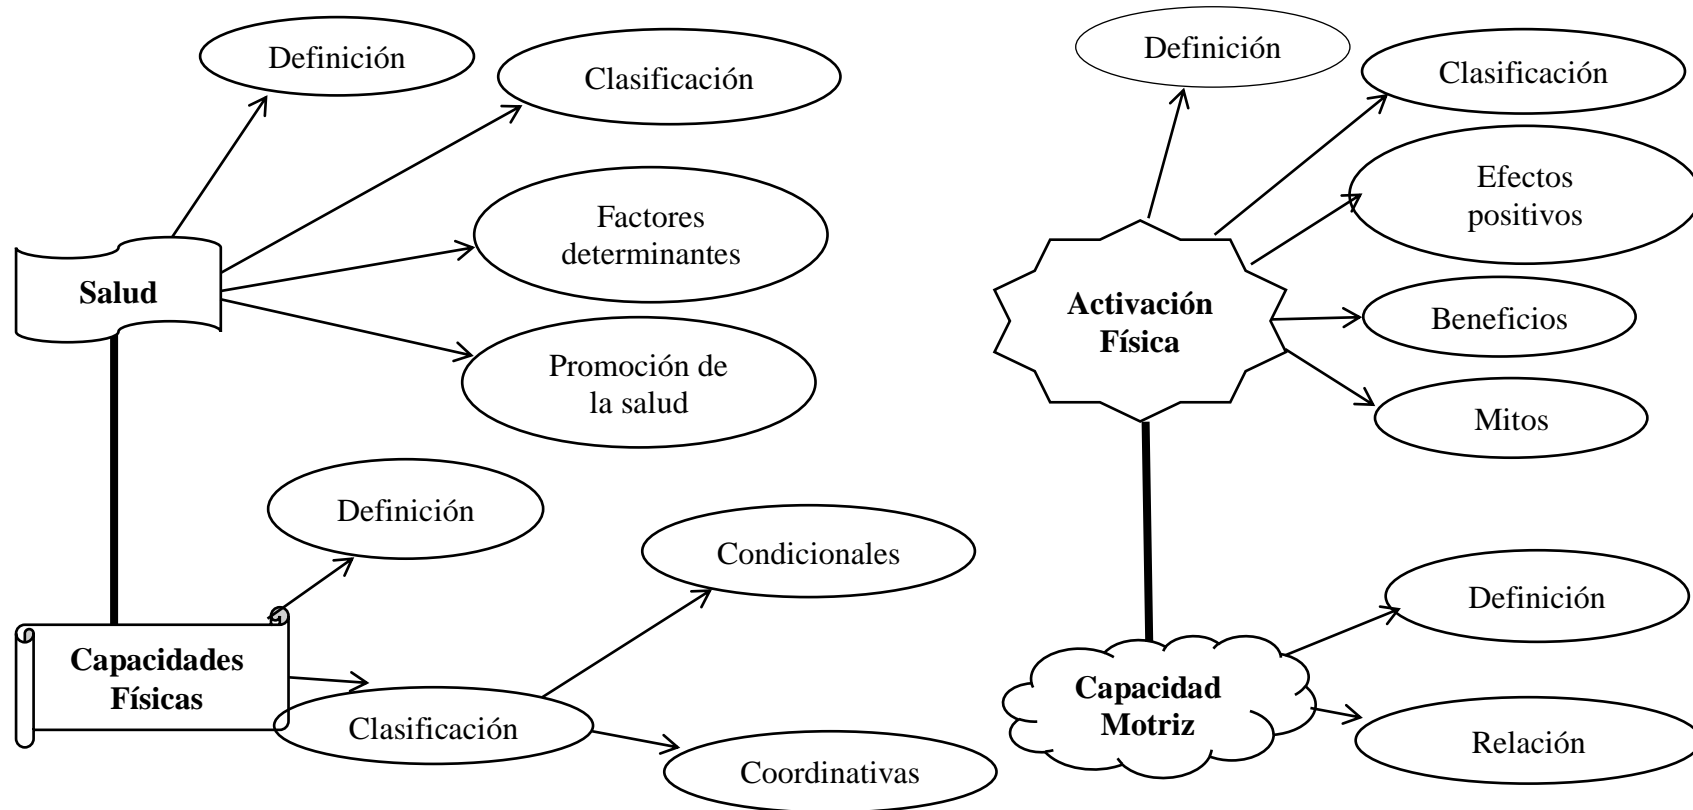 Definición
Clasificación
Factores
determinantes
Salud
Promoción de
la salud
Definición
Condicionales
Capacidades
Físicas
Clasificación
Coordinativas
Definición
Clasificación
Efectos
positivos
Activación
Física
Beneficios
Mitos
Definición
Capacidad
Motriz
Relación